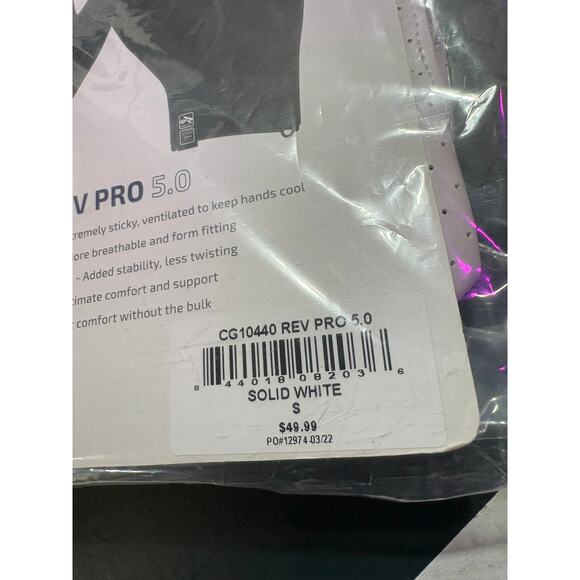 V PRO 5.0
tremely sticky, ventilated to keep hands cool
ore breathable and form fitting
- Added stability, less twisting
timate comfort and support
comfort without the bulk
CG10440 REV PRO 5.0
8 44018 08203 6
SOLID WHITE
S
$49.99
PO#12974 03/22